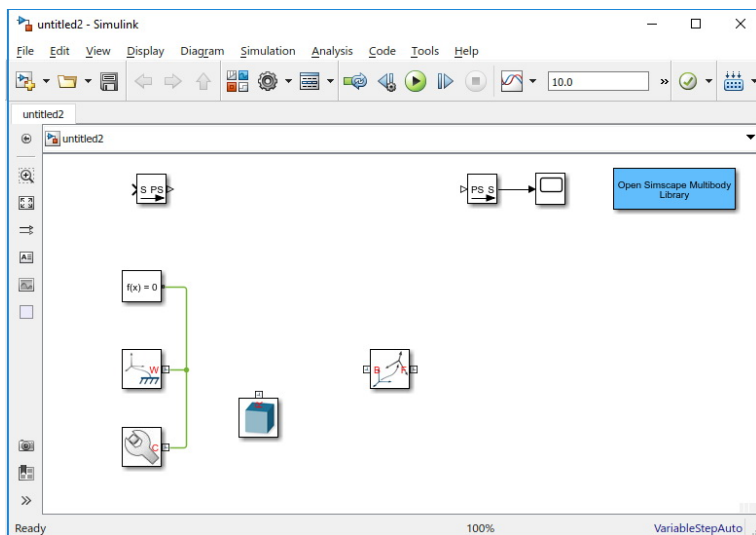 untitled2 - Simulink
File Edit View Display Diagram Simulation Analysis Code Tools Help
10.0
»
untitled2
untitled2
S PS
PS S
Open Simscape Multibody
Library
f(x) = 0
W
B
F
C
Ready
100%
VariableStepAuto